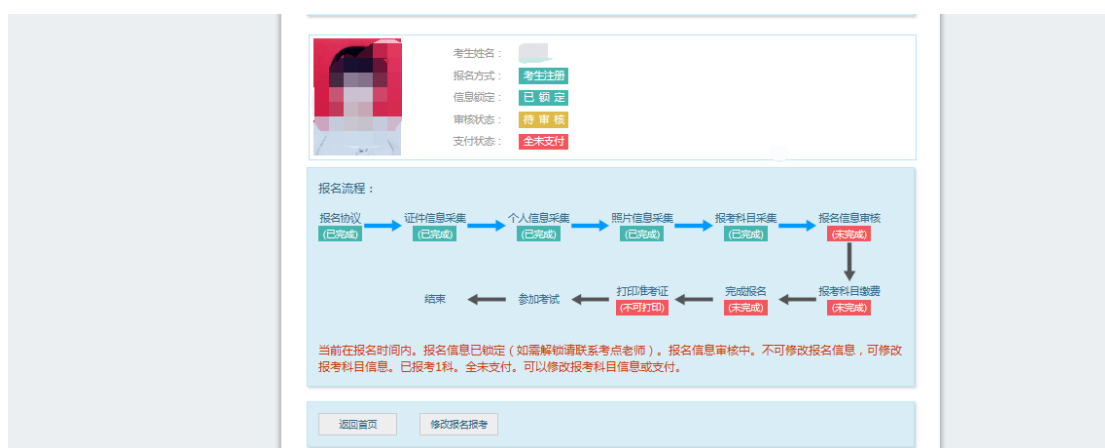 考生姓名：
报名方式： 考生注册
信息锁定： 已 锁 定
审核状态： 待 审 核
支付状态： 全未支付
报名流程：
报名协议 证件信息采集 个人信息采集 照片信息采集 报考科目采集 报名信息审核
(已完成) (已完成) (已完成) (已完成) (已完成) (未完成)
结束 参加考试 打印准考证 完成报名 报考科目缴费
(不可打印) (未完成) (未完成)
当前在报名时间内。报名信息已锁定（如需解锁请联系考点老师）。报名信息审核中。不可修改报名信息，可修改
报考科目信息。已报考1科。全未支付。可以修改报考科目信息或支付。
返回首页 修改报名报考